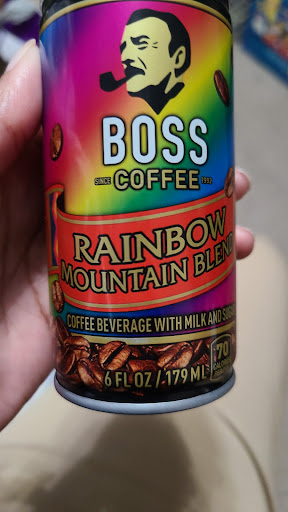 BOSS
SINCE COFFEE 1992
RAINBOW
MOUNTAIN BLEND
COFFEE BEVERAGE WITH MILK AND
6 FL OZ / 179 ML
70